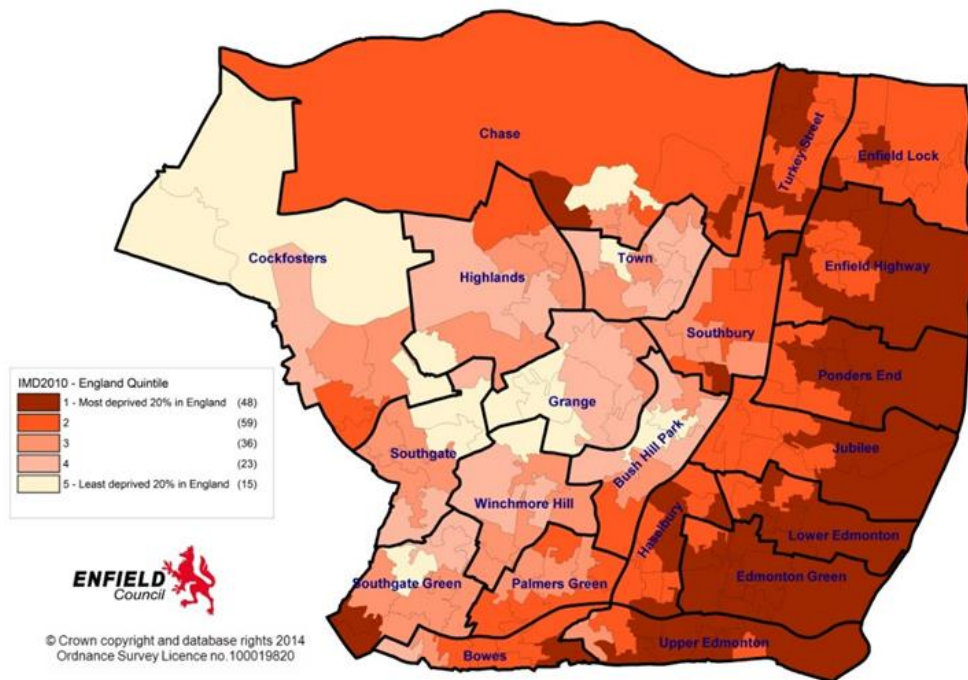 Chase
Turkey Street
Enfield Lock
Cockfosters
Highlands
Town
Enfield Highway
Southbury
Ponders End
Grange
Jubilee
Southgate
Bush Hill Park
Winchmore Hill
Haselbury
Lower Edmonton
Edmonton Green
Southgate Green
Palmers Green
Upper Edmonton
Bowes
IMD2010 - England Quintile
1 - Most deprived 20% in England (48)
2 (59)
3 (36)
4 (23)
5 - Least deprived 20% in England (15)
ENFIELD
Council
© Crown copyright and database rights 2014
Ordnance Survey Licence no.100019820